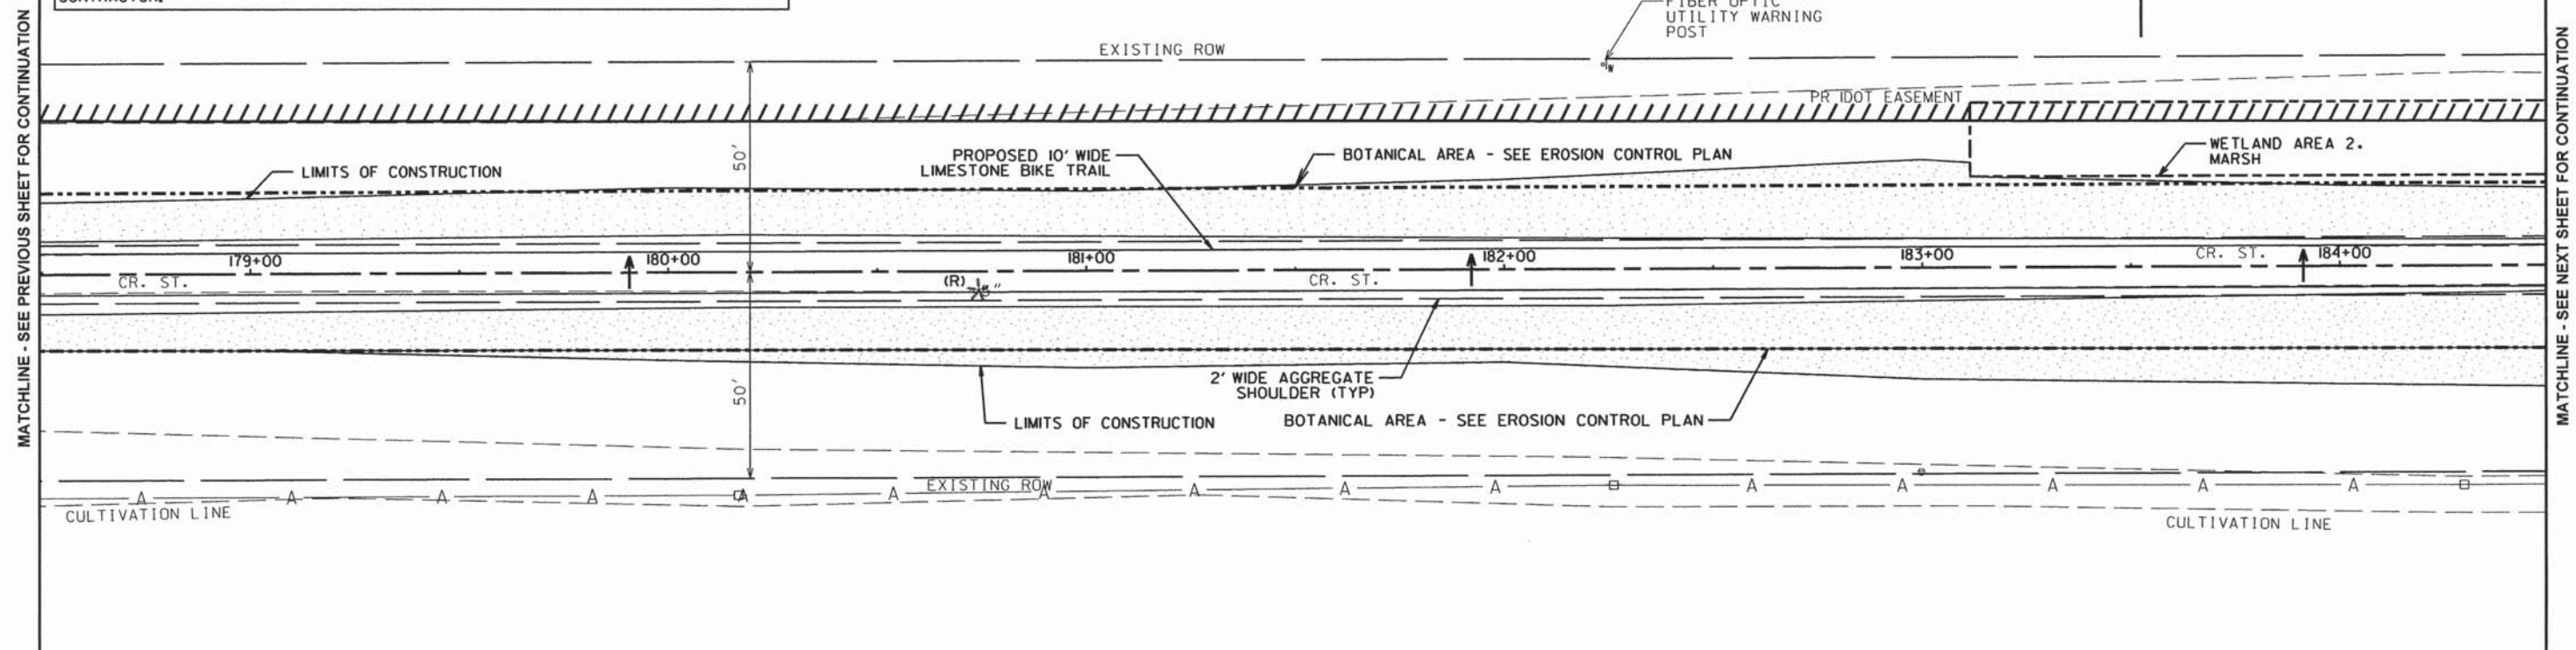 CONTRACTOR.
FIBER OPTIC
UTILITY WARNING
POST
EXISTING ROW
MATCHLINE - SEE PREVIOUS SHEET FOR CONTINUATION
MATCHLINE - SEE NEXT SHEET FOR CONTINUATION
PR IDOT EASEMENT
50'
LIMITS OF CONSTRUCTION
PROPOSED 10' WIDE
LIMESTONE BIKE TRAIL
BOTANICAL AREA - SEE EROSION CONTROL PLAN
WETLAND AREA 2.
MARSH
179+00
180+00
181+00
182+00
183+00
CR. ST.
184+00
CR. ST.
(R)
CR. ST.
50'
2' WIDE AGGREGATE
SHOULDER (TYP)
LIMITS OF CONSTRUCTION
BOTANICAL AREA - SEE EROSION CONTROL PLAN
EXISTING ROW
A A A A A A A A A A A A A A A
CULTIVATION LINE
CULTIVATION LINE